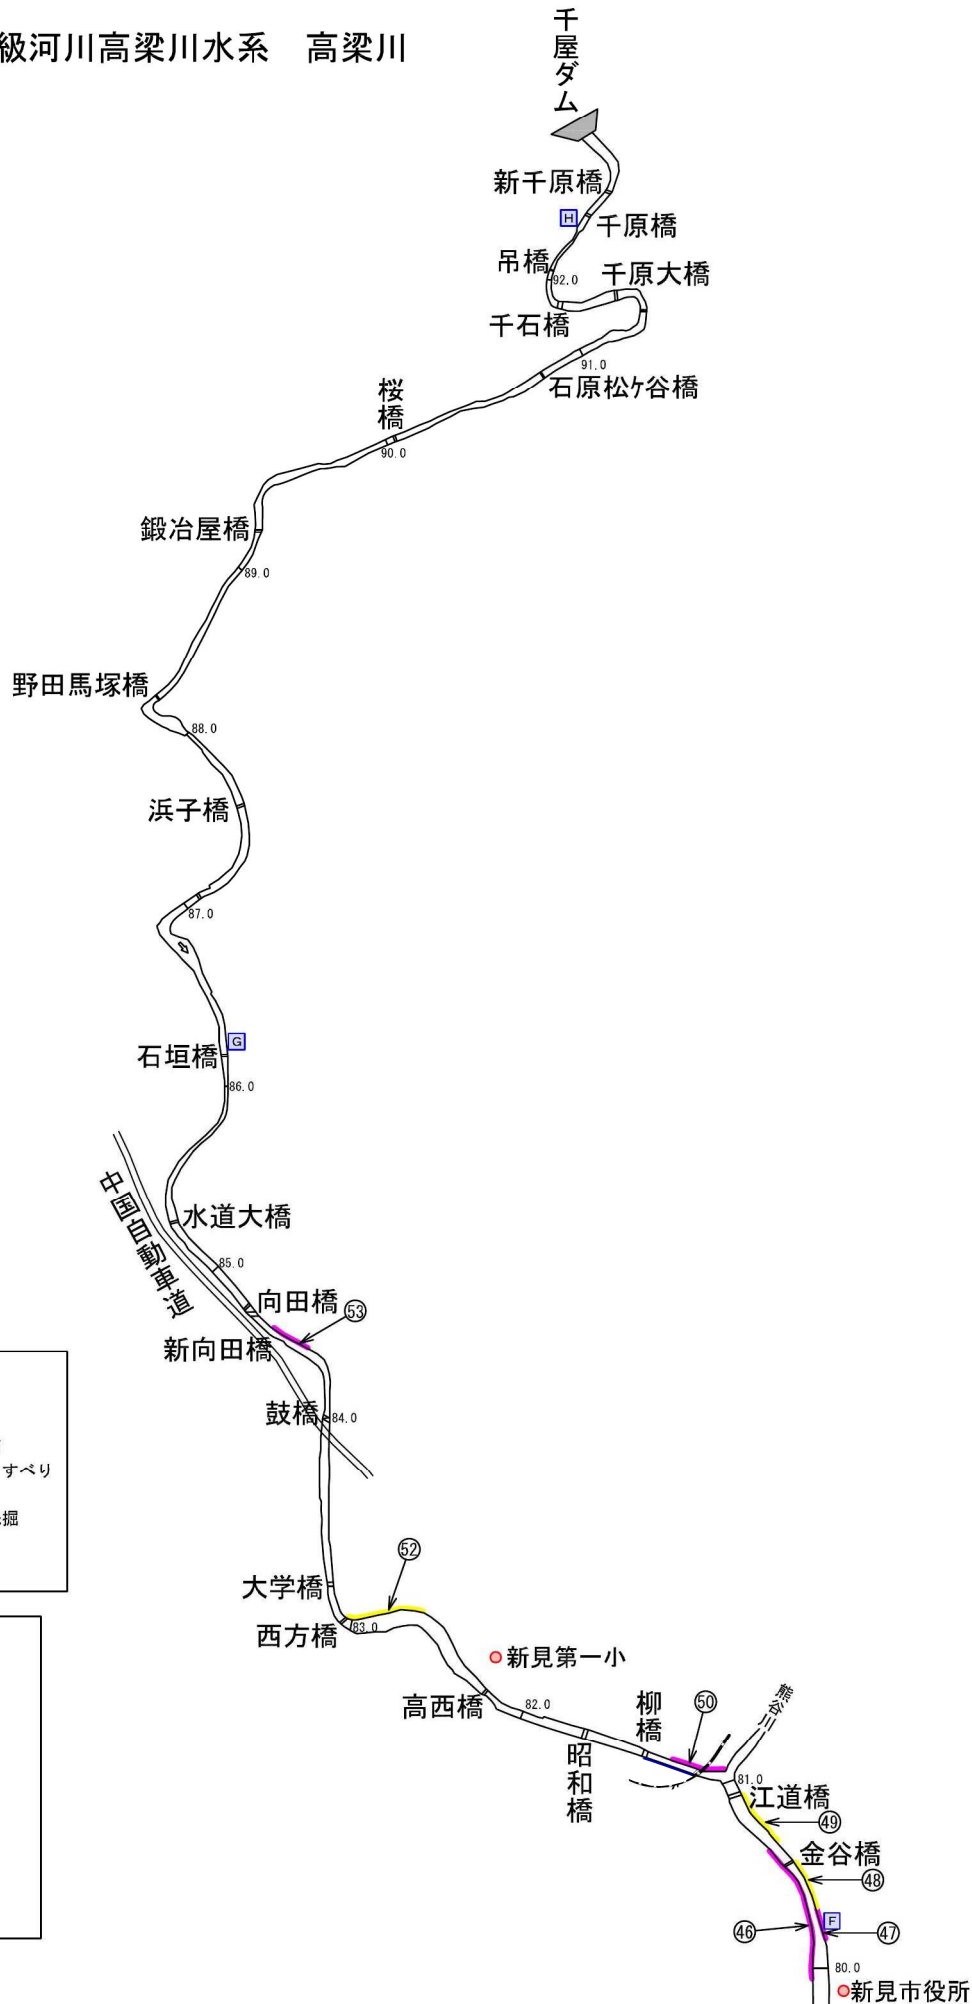 級河川高梁川水系　高梁川
千屋ダム
新千原橋
H
千原橋
吊橋
92.0
千原大橋
千石橋
91.0
石原松ケ谷橋
桜橋
90.0
鍛冶屋橋
89.0
野田馬塚橋
88.0
浜子橋
87.0
G
石垣橋
86.0
中国自動車道
水道大橋
85.0
向田橋
53
新向田橋
鼓橋
84.0
すべり
掘
52
大学橋
西方橋
83.0
新見第一小
高西橋
82.0
昭和橋
柳橋
50
熊谷川
81.0
江道橋
49
金谷橋
48
46
F
47
80.0
新見市役所